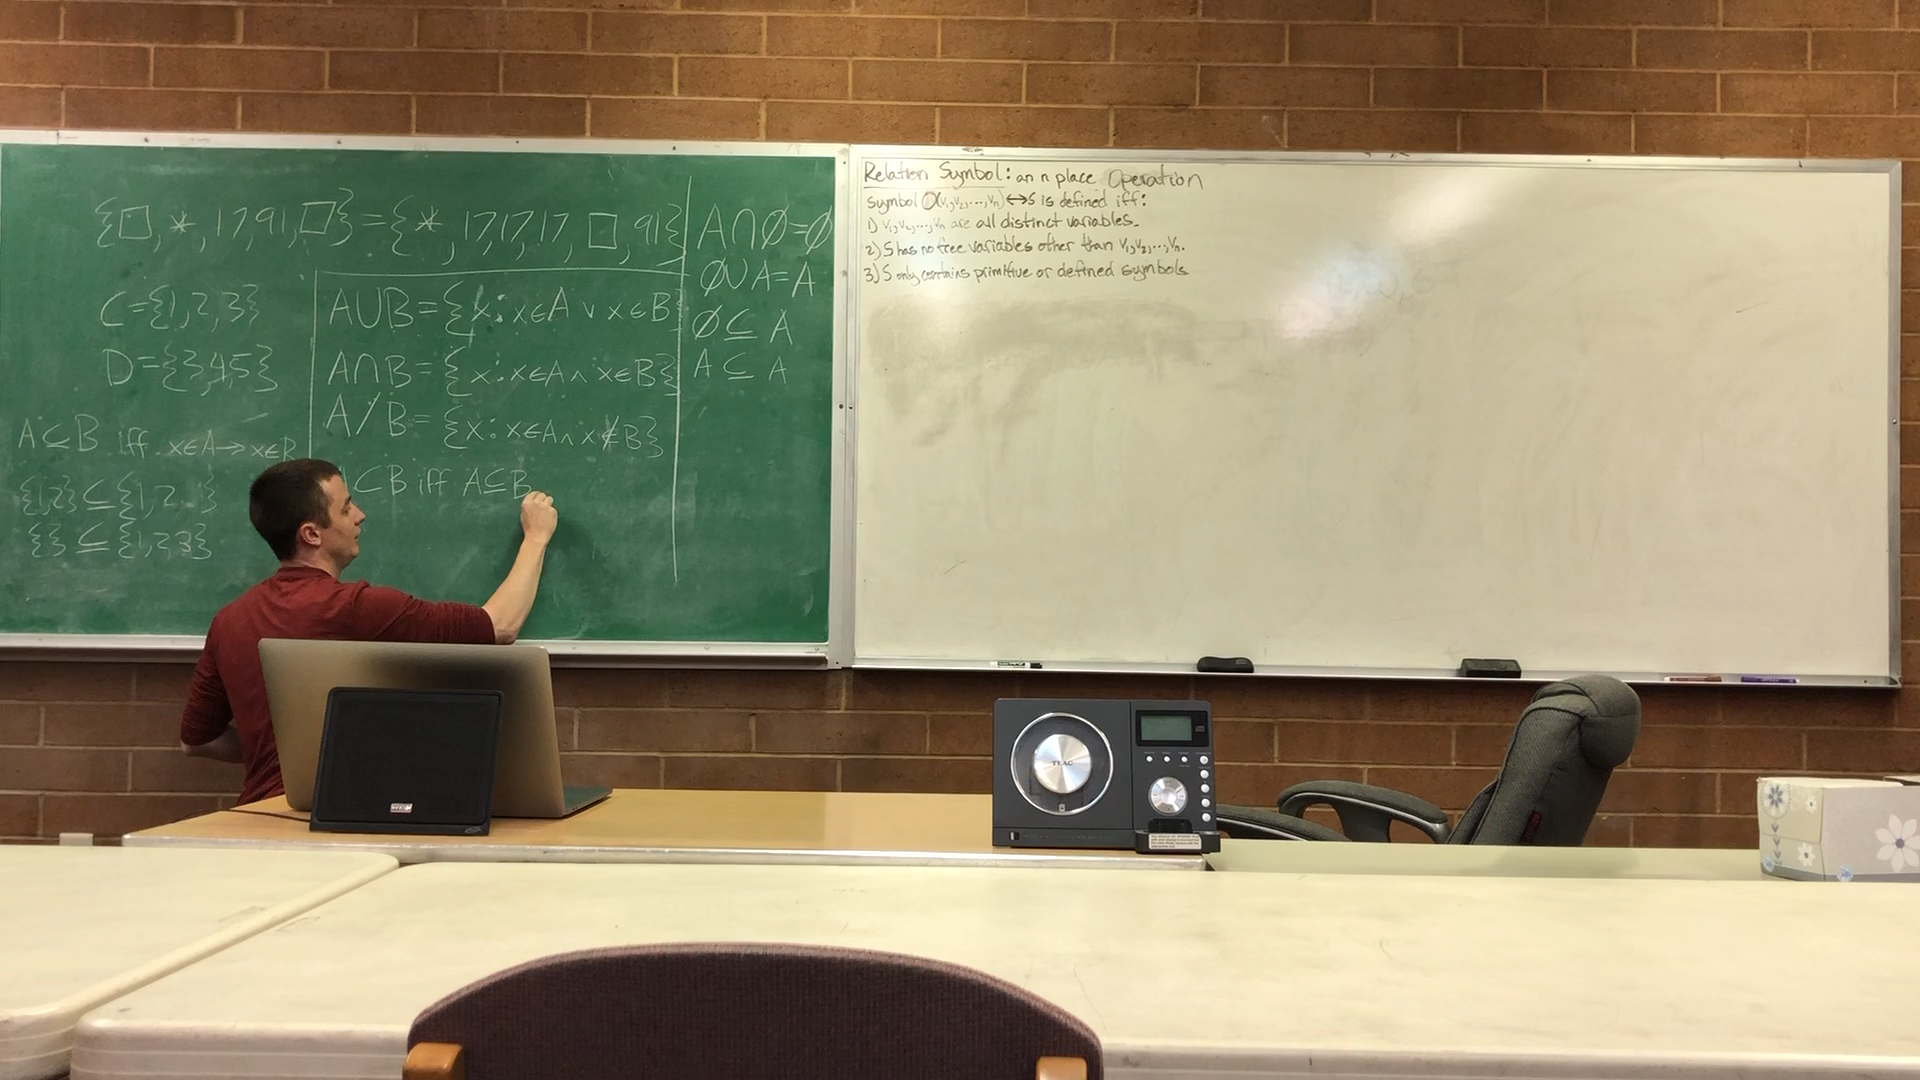 {□, *, 17, 91, □} = {*, 17, 17, 17, □, 91}
C={1,2,3}
D={3,4,5}
A⊆B iff x∈A→x∈B
{1,2}⊆{1,2 }
{}⊆{1,2,3}
A∪B={x:x∈A ∨ x∈B}
A∩B={x:x∈A ∧ x∈B}
A/B={x:x∈A ∧ x∉B}
⊂B iff A⊆B
A∩∅=∅
∅∪A=A
∅⊆A
A⊆A
Relation Symbol: an n place Operation
symbol O(v₁,v₂,...,vₙ)↔S is defined iff:
1) v₁,v₂,...,vₙ are all distinct variables.
2) S has no free variables other than v₁,v₂,...,vₙ.
3) S only contains primitive or defined symbols
TEAC